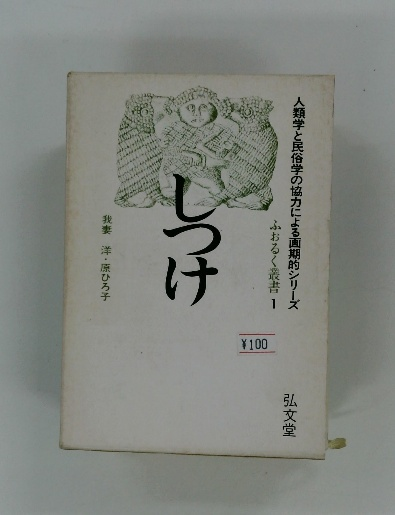 人類学と民俗学の協力による画期的シリーズ
ふぉるく叢書 1
しつけ
我妻 洋・原ひろ子
¥100
弘文堂